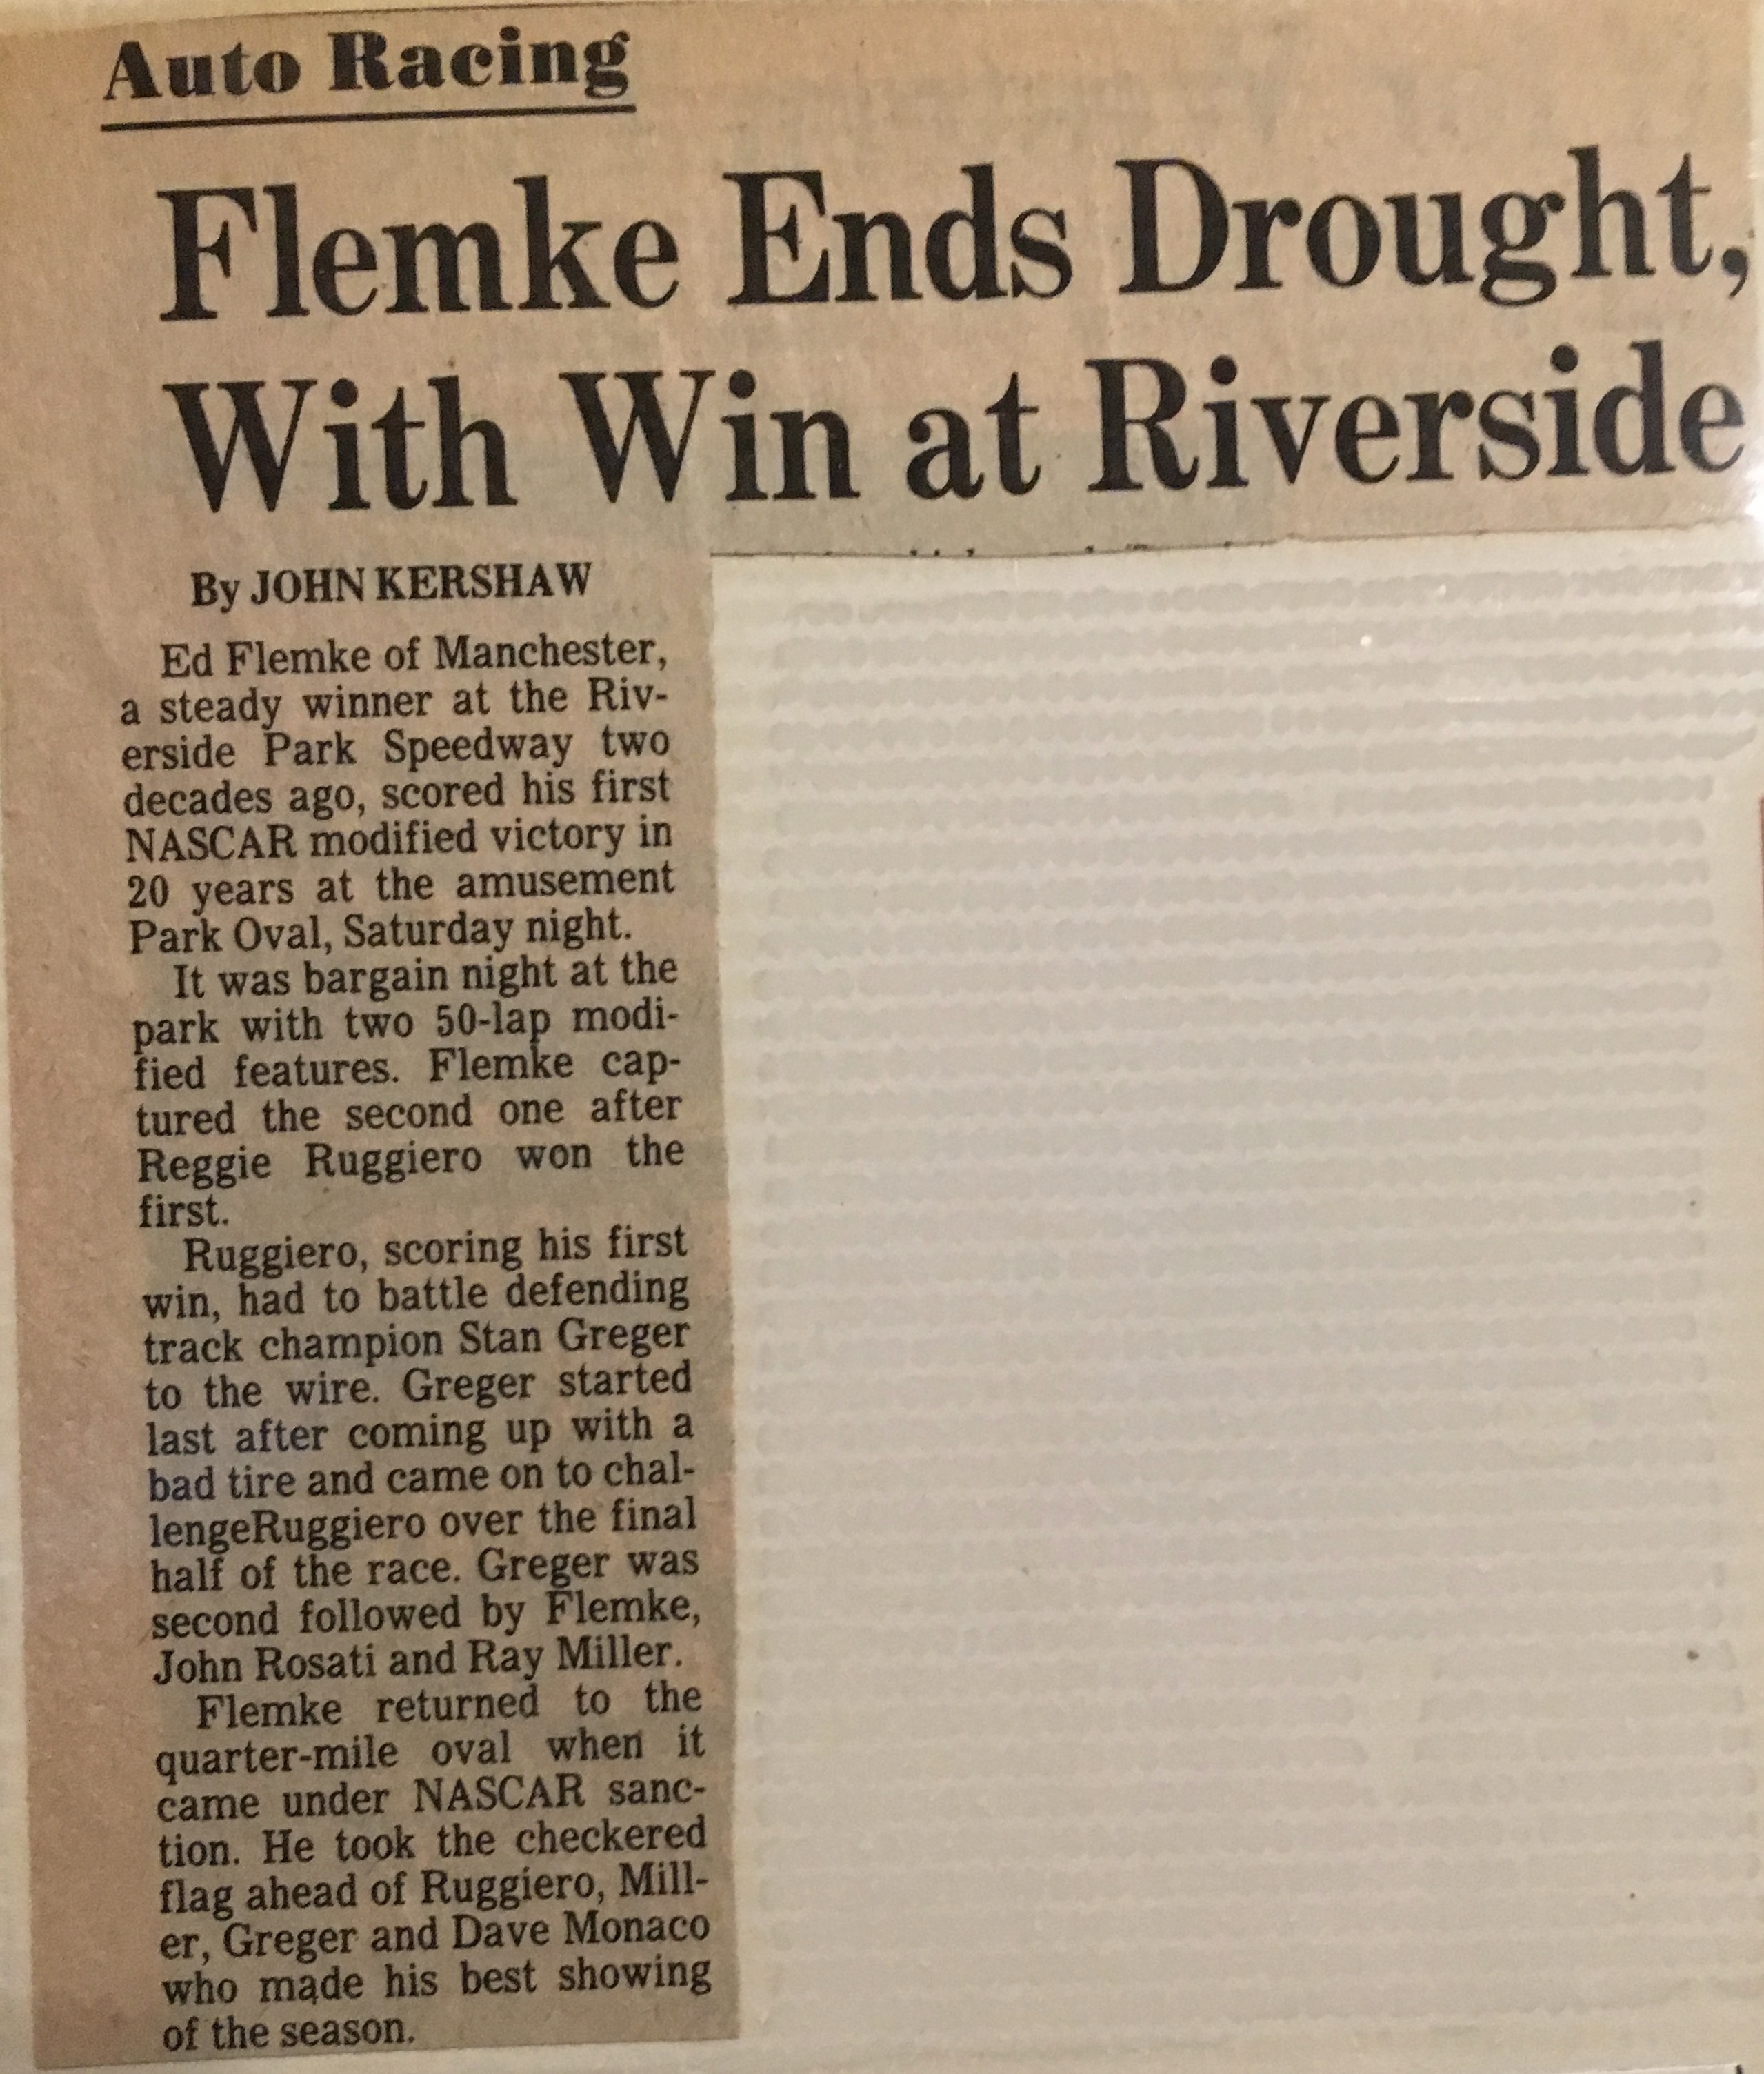 Auto Racing
Flemke Ends Drought,
With Win at Riverside
By JOHN KERSHAW
Ed Flemke of Manchester,
a steady winner at the Riv-
erside Park Speedway two
decades ago, scored his first
NASCAR modified victory in
20 years at the amusement
Park Oval, Saturday night.
It was bargain night at the
park with two 50-lap modi-
fied features. Flemke cap-
tured the second one after
Reggie Ruggiero won the
first.
Ruggiero, scoring his first
win, had to battle defending
track champion Stan Greger
to the wire. Greger started
last after coming up with a
bad tire and came on to chal-
lengeRuggiero over the final
half of the race. Greger was
second followed by Flemke,
John Rosati and Ray Miller.
Flemke returned to the
quarter-mile oval when it
came under NASCAR sanc-
tion. He took the checkered
flag ahead of Ruggiero, Mill-
er, Greger and Dave Monaco
who made his best showing
of the season.